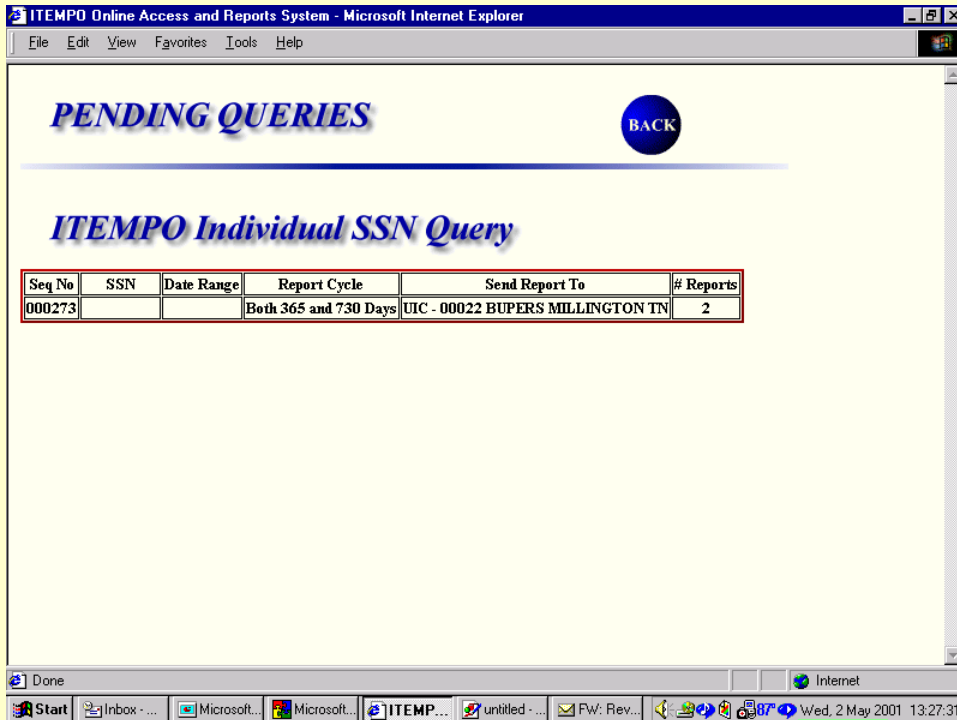 ITEMPO Online Access and Reports System - Microsoft Internet Explorer
File Edit View Favorites Tools Help
PENDING QUERIES
BACK
ITEMPO Individual SSN Query
Seq No SSN Date Range Report Cycle Send Report To # Reports
000273 Both 365 and 730 Days UIC - 00022 BUPERS MILLINGTON TN 2
Done Internet
Start Inbox - ... Microsoft... Microsoft... ITEMP... untitled - ... FW: Rev... 87° Wed, 2 May 2001 13:27:31